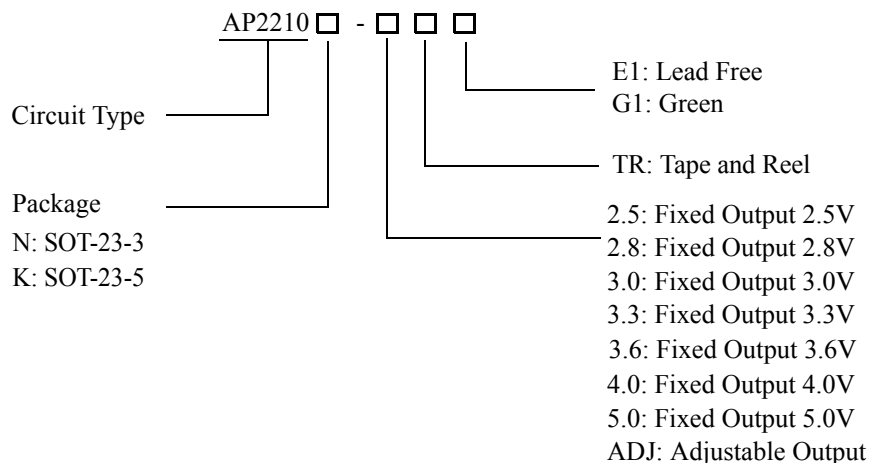 AP2210 -
Circuit Type
Package
N: SOT-23-3
K: SOT-23-5
E1: Lead Free
G1: Green
TR: Tape and Reel
2.5: Fixed Output 2.5V
2.8: Fixed Output 2.8V
3.0: Fixed Output 3.0V
3.3: Fixed Output 3.3V
3.6: Fixed Output 3.6V
4.0: Fixed Output 4.0V
5.0: Fixed Output 5.0V
ADJ: Adjustable Output